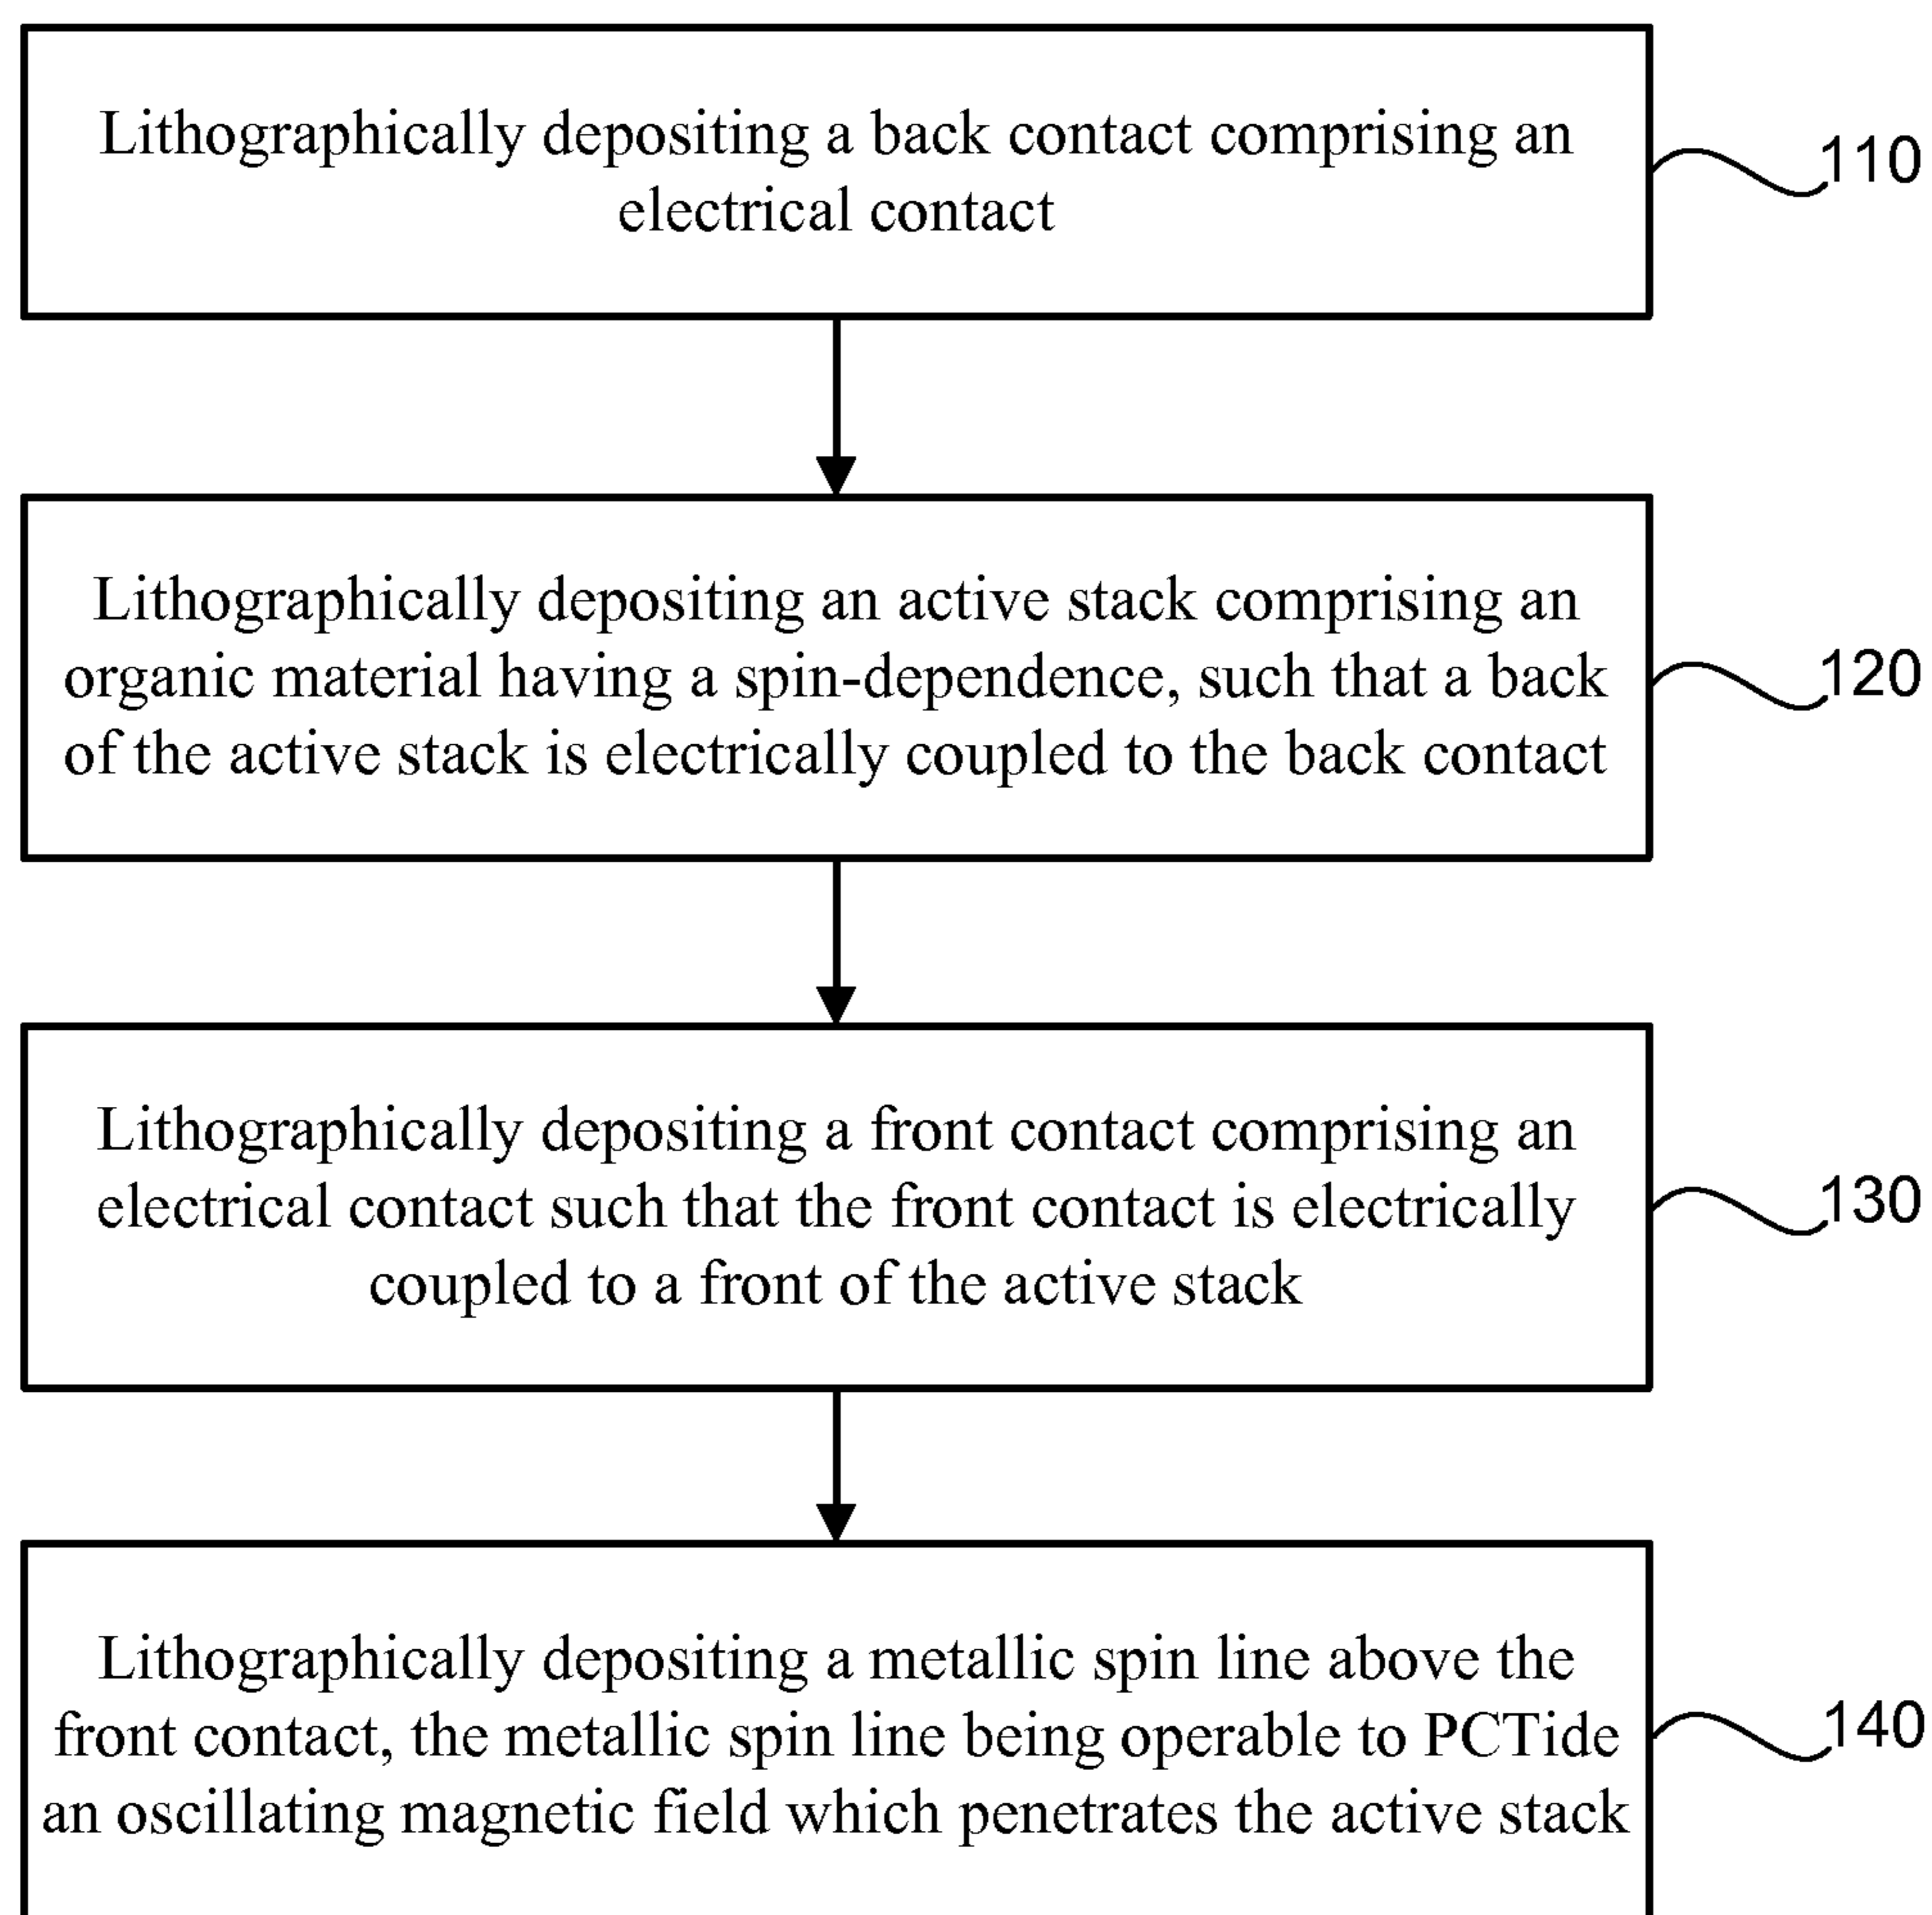 Lithographically depositing a back contact comprising an
electrical contact
110
Lithographically depositing an active stack comprising an
organic material having a spin-dependence, such that a back
of the active stack is electrically coupled to the back contact
120
Lithographically depositing a front contact comprising an
electrical contact such that the front contact is electrically
coupled to a front of the active stack
130
Lithographically depositing a metallic spin line above the
front contact, the metallic spin line being operable to PCTide
an oscillating magnetic field which penetrates the active stack
140